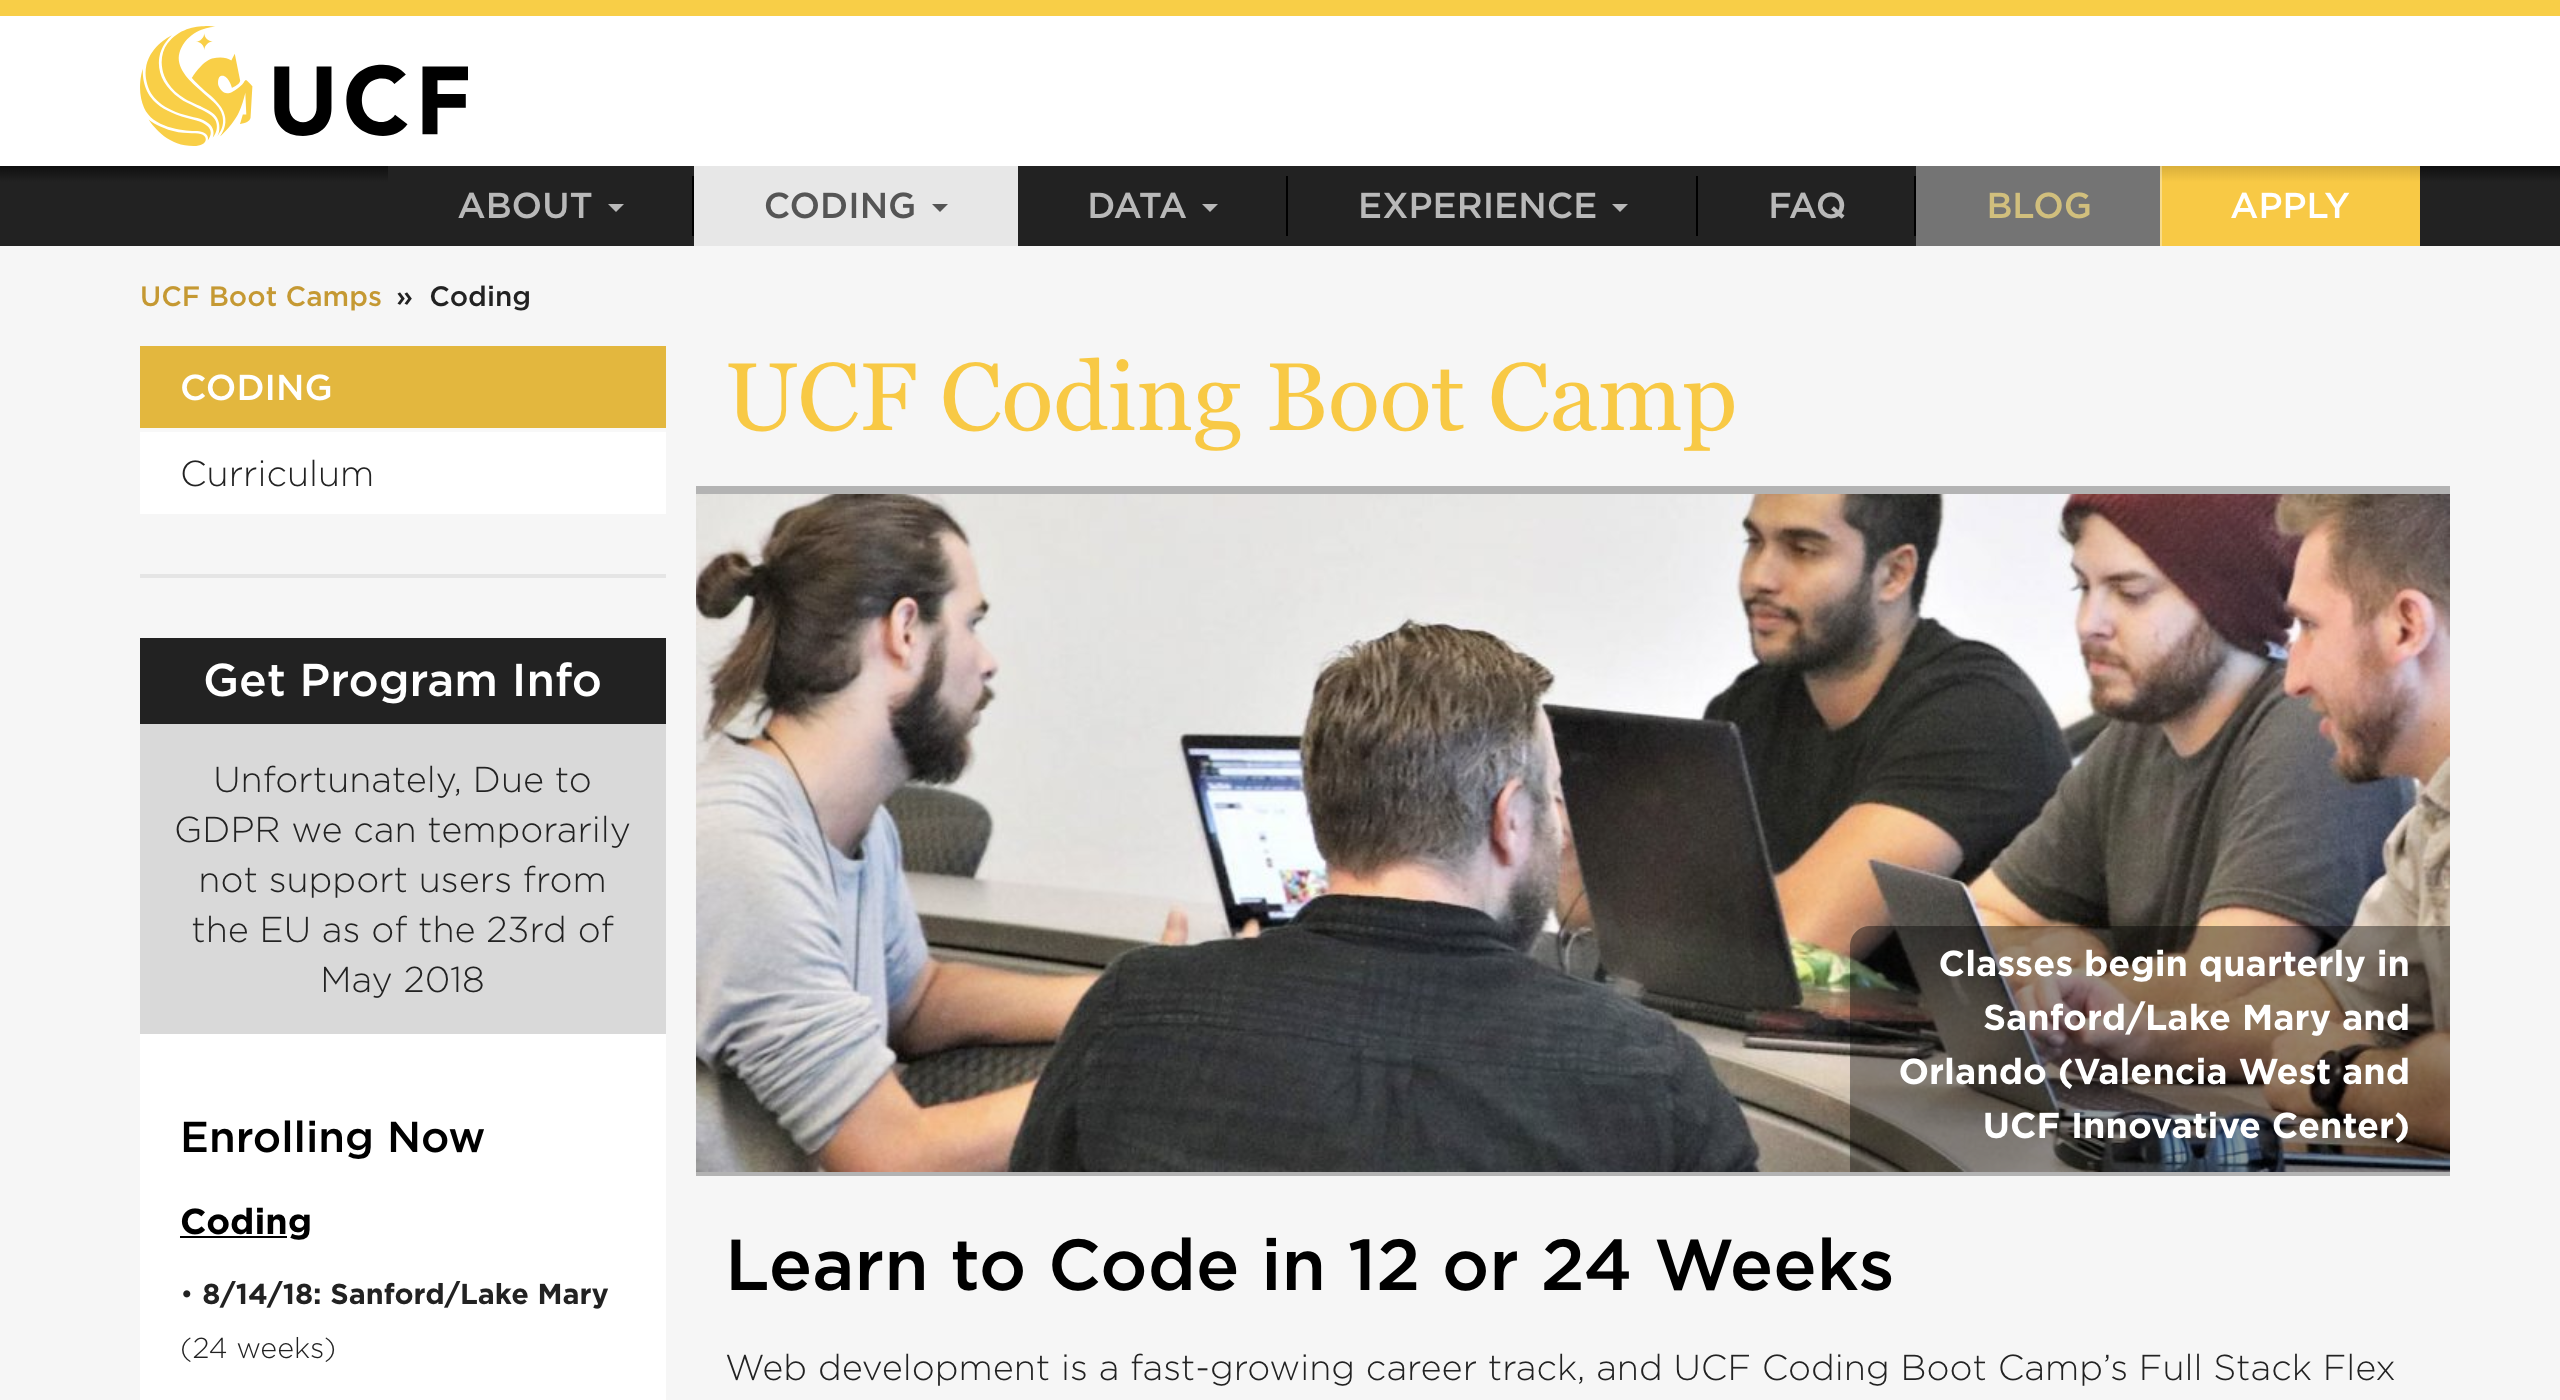 UCF
ABOUT
CODING
DATA
EXPERIENCE
FAQ
BLOG
APPLY
UCF Boot Camps » Coding
CODING
Curriculum
Get Program Info
Unfortunately, Due to
GDPR we can temporarily
not support users from
the EU as of the 23rd of
May 2018
Enrolling Now
Coding
• 8/14/18: Sanford/Lake Mary
(24 weeks)
UCF Coding Boot Camp
Classes begin quarterly in
Sanford/Lake Mary and
Orlando (Valencia West and
UCF Innovative Center)
Learn to Code in 12 or 24 Weeks
Web development is a fast-growing career track, and UCF Coding Boot Camp’s Full Stack Flex